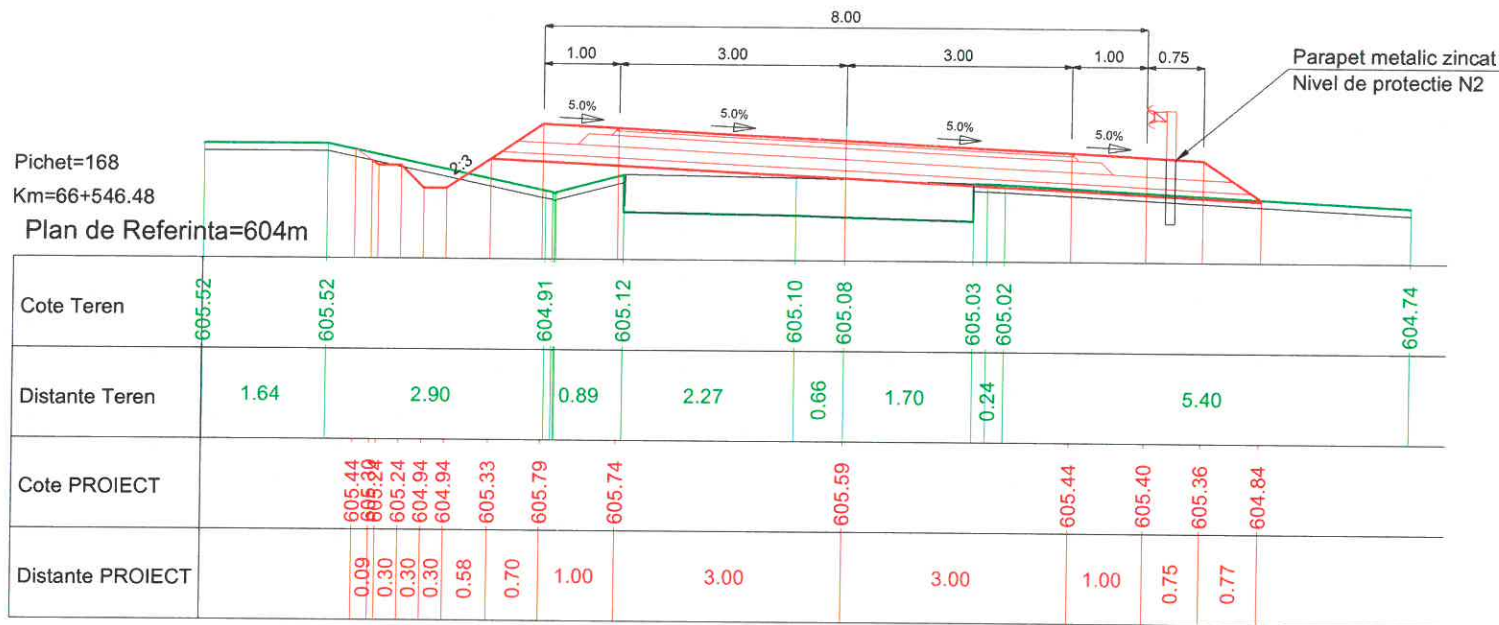 8.00
1.00 3.00 3.00 1.00 0.75
Parapet metalic zincat
Nivel de protectie N2
5.0% 5.0% 5.0% 5.0%
2:3
Pichet=168
Km=66+546.48
Plan de Referinta=604m
Cote Teren 605.52 605.52 604.91 605.12 605.10 605.08 605.03 605.02 604.74
Distante Teren 1.64 2.90 0.89 2.27 0.66 1.70 0.24 5.40
Cote PROIECT 605.44 605.24 605.24 604.94 604.94 605.33 605.79 605.74 605.59 605.44 605.40 605.36 604.84
Distante PROIECT 0.09 0.30 0.30 0.30 0.58 0.70 1.00 3.00 3.00 1.00 0.75 0.77